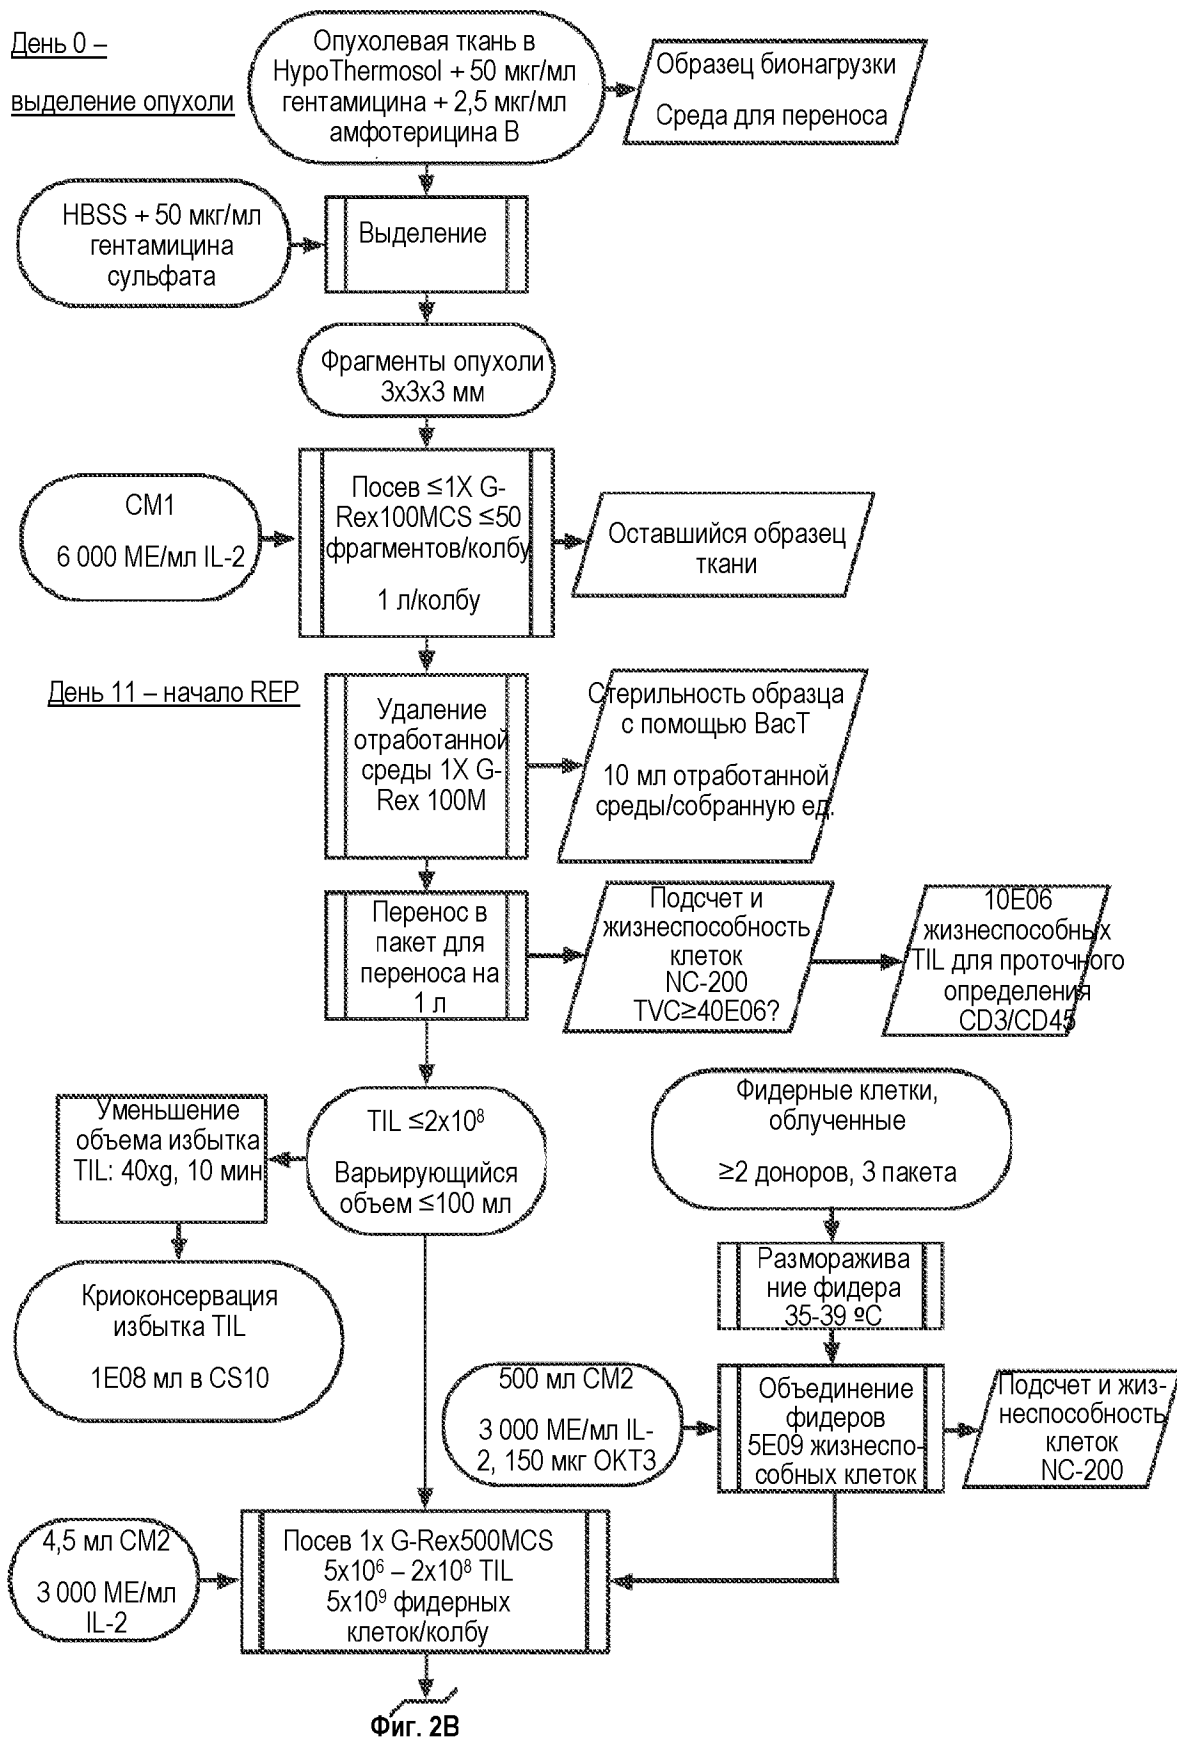 День 0 –
выделение опухоли
Опухолевая ткань в
HypoThermosol + 50 мкг/мл
гентамицина + 2,5 мкг/мл
амфотерицина В
Образец бионагрузки
Среда для переноса
HBSS + 50 мкг/мл
гентамицина
сульфата
Выделение
Фрагменты опухоли
3х3х3 мм
СМ1
6 000 МЕ/мл IL-2
Посев ≤1Х G-
Rex100MCS ≤50
фрагментов/колбу
1 л/колбу
Оставшийся образец
ткани
День 11 – начало REP
Удаление
отработанной
среды 1Х G-
Rex 100M
Стерильность образца
с помощью BacT
10 мл отработанной
среды/собранную ед.
Перенос в
пакет для
переноса на
1 л
Подсчет и
жизнеспособность
клеток
NC-200
TVC≥40E06?
10E06
жизнеспособных
TIL для проточного
определения
CD3/CD45
Уменьшение
объема избытка
TIL: 40xg, 10 мин
TIL ≤2x10⁸
Варьирующийся
объем ≤100 мл
Фидерные клетки,
облученные
≥2 доноров, 3 пакета
Криоконсервация
избытка TIL
1E08 мл в CS10
Разморажива
ние фидера
35-39 ºC
500 мл СМ2
3 000 МЕ/мл IL-
2, 150 мкг OKT3
Объединение
фидеров
5E09 жизнеспо-
собных клеток
Подсчет и жиз-
неспособность
клеток
NC-200
4,5 мл СМ2
3 000 МЕ/мл
IL-2
Посев 1x G-Rex500MCS
5x10⁶ – 2x10⁸ TIL
5x10⁹ фидерных
клеток/колбу
Фиг. 2В